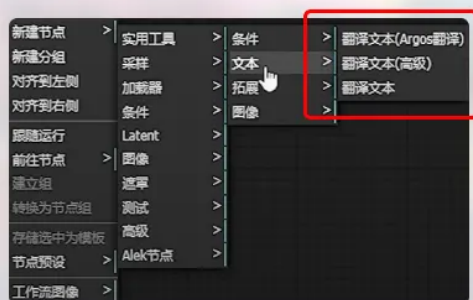 新建节点 >
新建分组
对齐到左侧
对齐到右侧
跟随运行
前往节点 >
建立组
转换为节点组
存储选中为模板
节点预设 >
工作流图像 >
实用工具 >
采样 >
加载器 >
条件 >
Latent >
图像 >
遮罩 >
测试 >
高级 >
Alek节点 >
条件 >
文本 >
拓展 >
图像 >
翻译文本(Argos翻译)
翻译文本(高级)
翻译文本